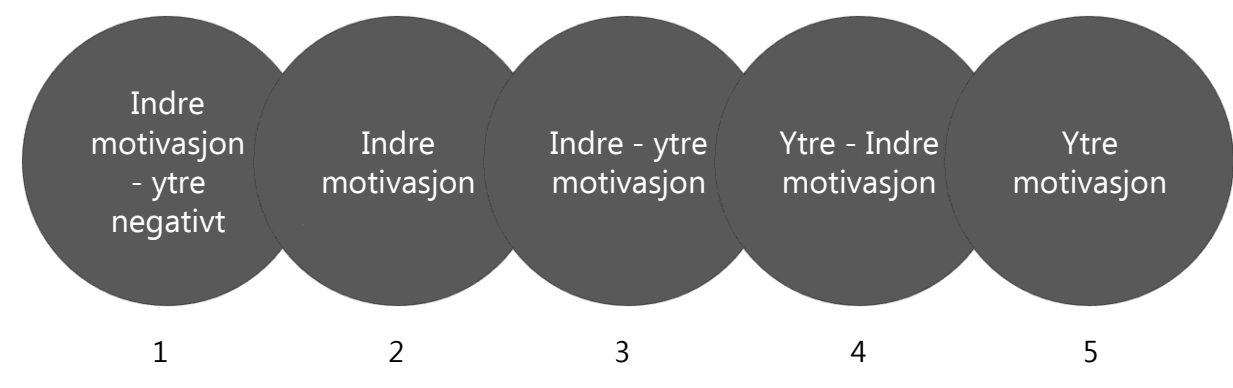 Indre
motivasjon
- ytre
negativt
Indre
motivasjon
Indre - ytre
motivasjon
Ytre - Indre
motivasjon
Ytre
motivasjon
1 2 3 4 5